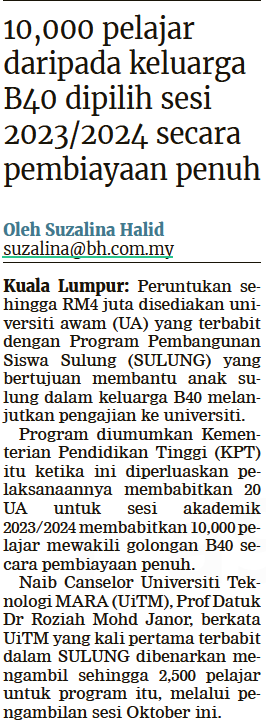 10,000 pelajar
daripada keluarga
B40 dipilih sesi
2023/2024 secara
pembiayaan penuh
Oleh Suzalina Halid
suzalina@bh.com.my
Kuala Lumpur: Peruntukan se-
hingga RM4 juta disediakan uni-
versiti awam (UA) yang terbabit
dengan Program Pembangunan
Siswa Sulung (SULUNG) yang
bertujuan membantu anak su-
lung dalam keluarga B40 melan-
jutkan pengajian ke universiti.
Program diumumkan Kemen-
terian Pendidikan Tinggi (KPT)
itu ketika ini diperluaskan pe-
laksanaannya membabitkan 20
UA untuk sesi akademik
2023/2024 membabitkan 10,000 pe-
lajar mewakili golongan B40 se-
cara pembiayaan penuh.
Naib Canselor Universiti Tek-
nologi MARA (UiTM), Prof Datuk
Dr Roziah Mohd Janor, berkata
UiTM yang kali pertama terbabit
dalam SULUNG dibenarkan me-
ngambil sehingga 2,500 pelajar
untuk program itu, melalui pe-
ngambilan sesi Oktober ini.